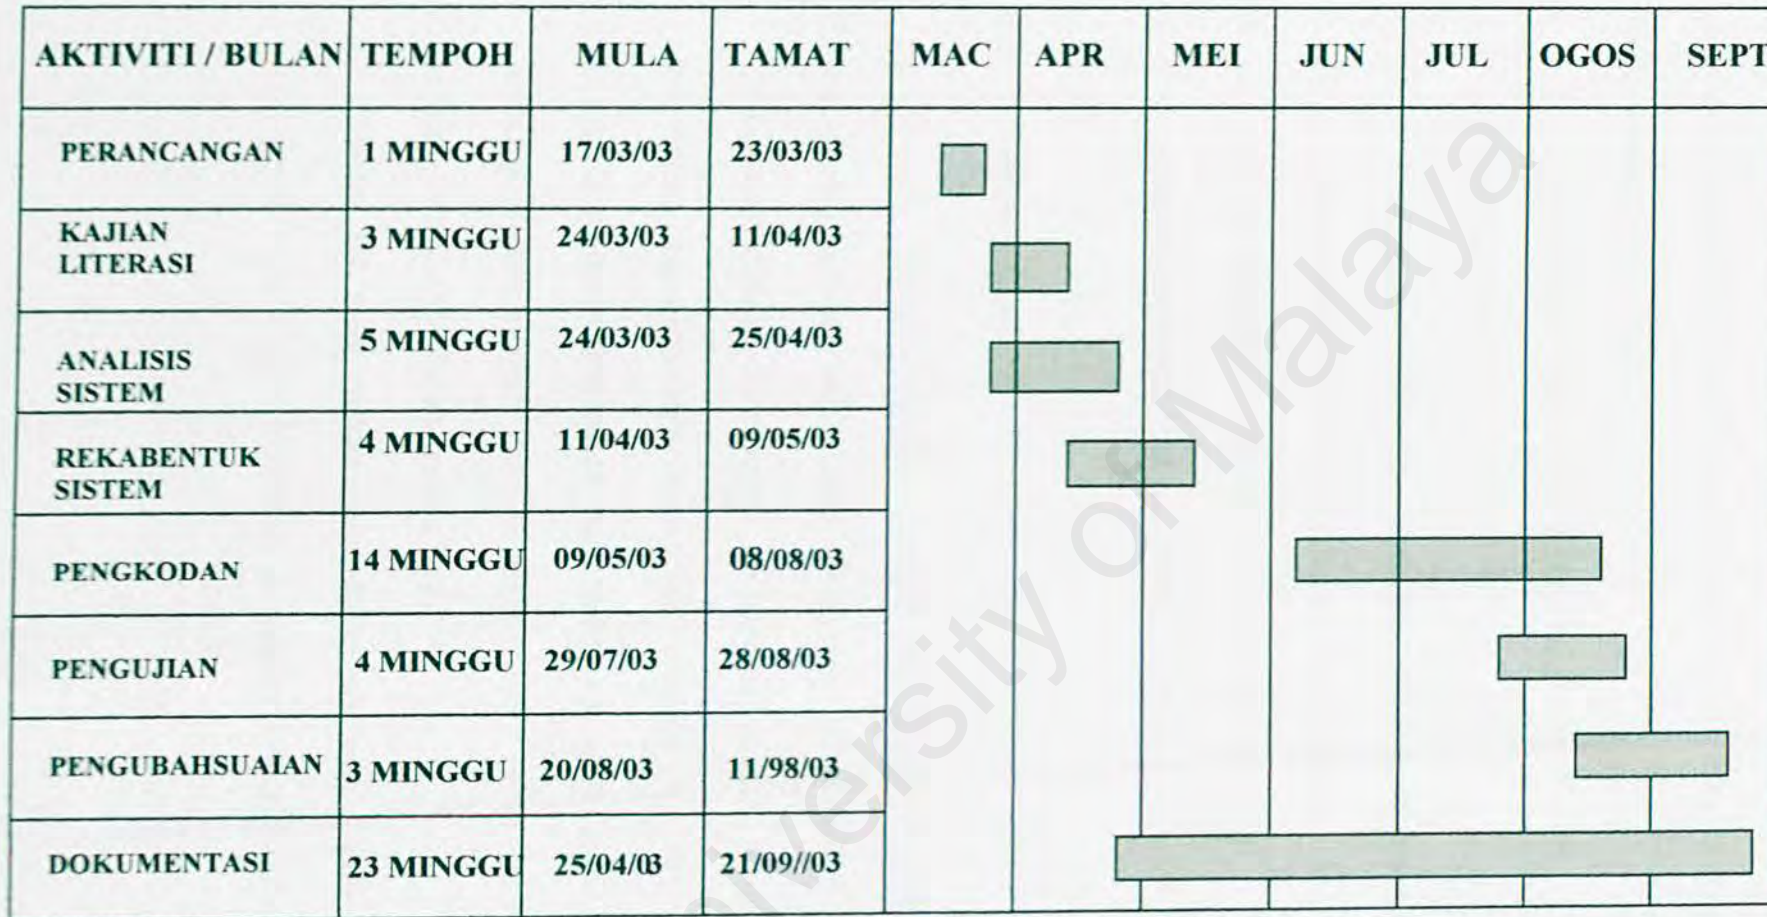 AKTIVITI / BULAN TEMPOH MULA TAMAT MAC APR MEI JUN JUL OGOS SEPT
PERANCANGAN 1 MINGGU 17/03/03 23/03/03
KAJIAN
LITERASI 3 MINGGU 24/03/03 11/04/03
ANALISIS
SISTEM 5 MINGGU 24/03/03 25/04/03
REKABENTUK
SISTEM 4 MINGGU 11/04/03 09/05/03
PENGKODAN 14 MINGGU 09/05/03 08/08/03
PENGUJIAN 4 MINGGU 29/07/03 28/08/03
PENGUBAHSUAIAN 3 MINGGU 20/08/03 11/98/03
DOKUMENTASI 23 MINGGU 25/04/03 21/09//03
University of Malaya